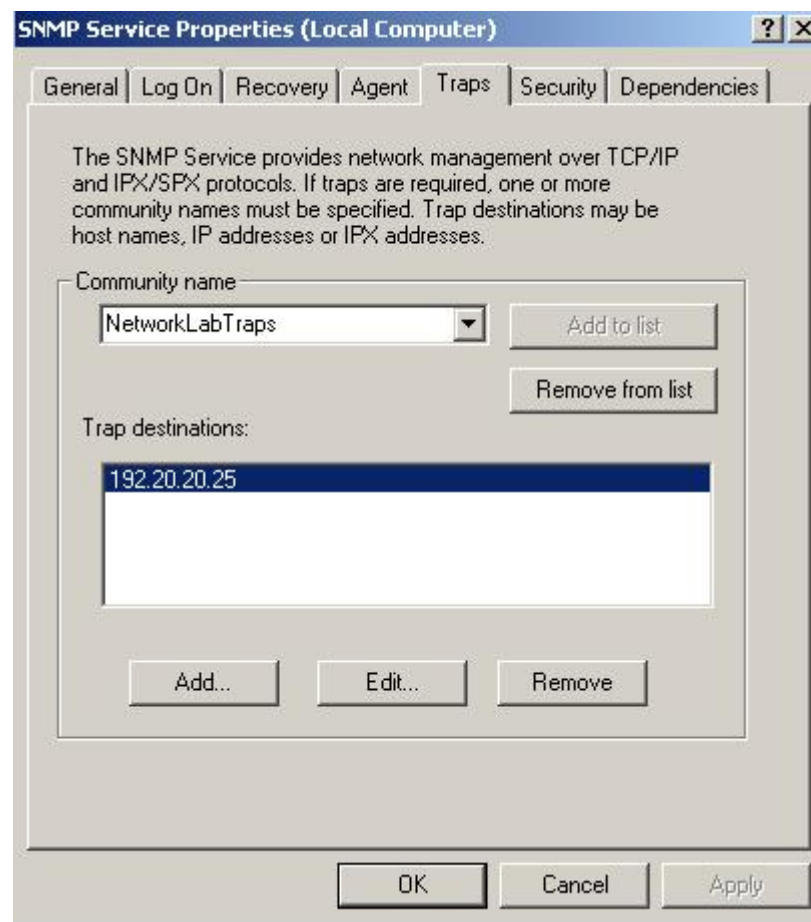 SNMP Service Properties (Local Computer)
General Log On Recovery Agent Traps Security Dependencies
The SNMP Service provides network management over TCP/IP
and IPX/SPX protocols. If traps are required, one or more
community names must be specified. Trap destinations may be
host names, IP addresses or IPX addresses.
Community name
NetworkLabTraps Add to list
Remove from list
Trap destinations:
192.20.20.25
Add... Edit... Remove
OK Cancel Apply